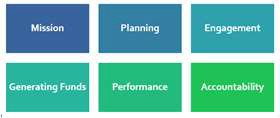 Mission
Planning
Engagement
Generating Funds
Performance
Accountability